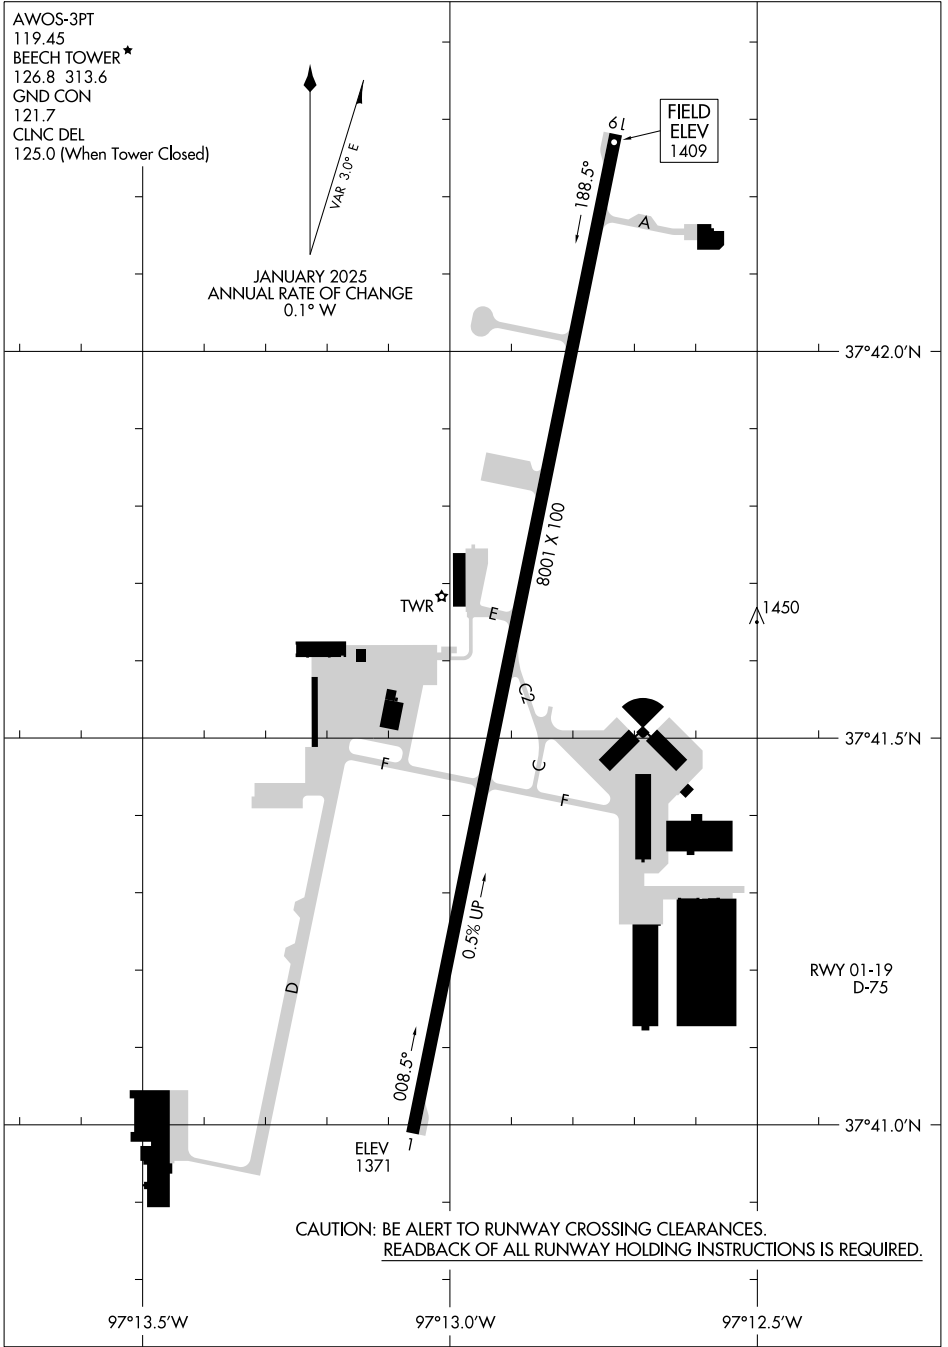 AWOS-3PT
119.45
BEECH TOWER★
126.8 313.6
GND CON
121.7
CLNC DEL
125.0 (When Tower Closed)
VAR 3.0° E
JANUARY 2025
ANNUAL RATE OF CHANGE
0.1° W
19
FIELD
ELEV
1409
188.5°
A
37°42.0'N
8001 X 100
TWR
E
1450
C2
37°41.5'N
F
C
F
0.5% UP
D
RWY 01-19
D-75
008.5°
1
ELEV
1371
37°41.0'N
CAUTION: BE ALERT TO RUNWAY CROSSING CLEARANCES.
READBACK OF ALL RUNWAY HOLDING INSTRUCTIONS IS REQUIRED.
97°13.5'W
97°13.0'W
97°12.5'W